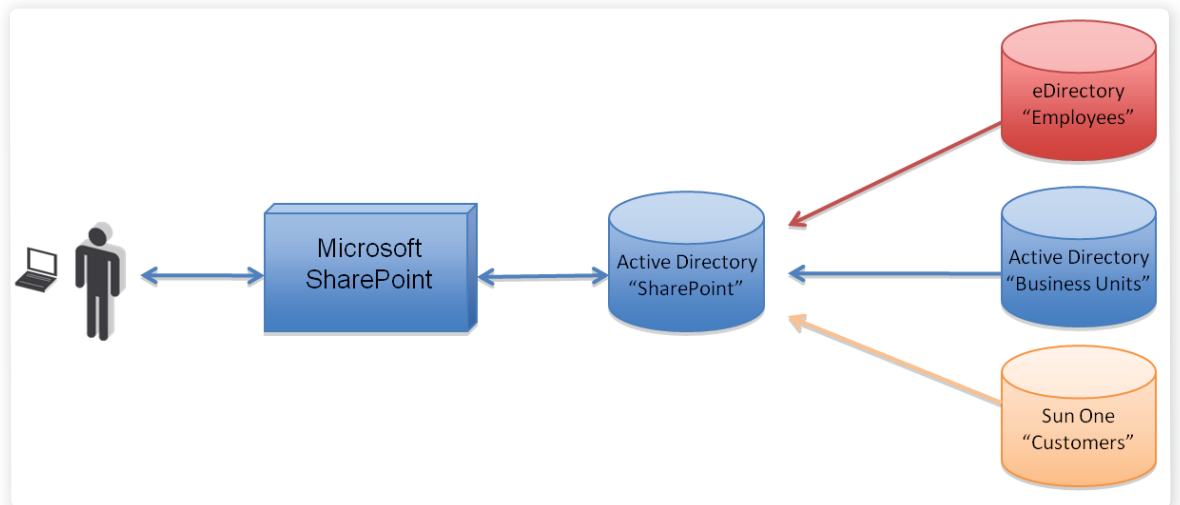 eDirectory
“Employees”
Microsoft
SharePoint
Active Directory
“SharePoint”
Active Directory
“Business Units”
Sun One
“Customers”